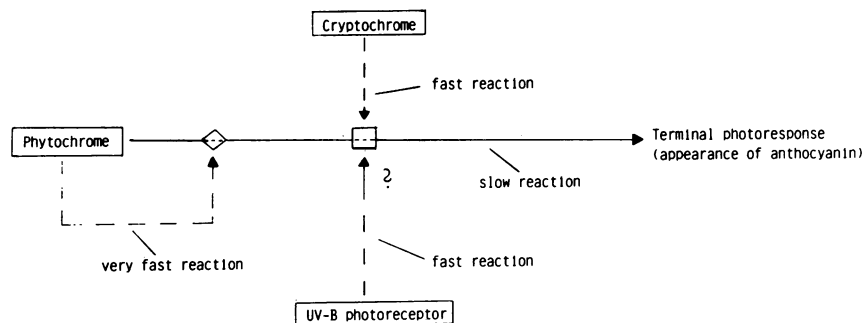 Cryptochrome
fast reaction
Phytochrome
Terminal photoresponse
(appearance of anthocyanin)
?
slow reaction
very fast reaction
fast reaction
UV-B photoreceptor